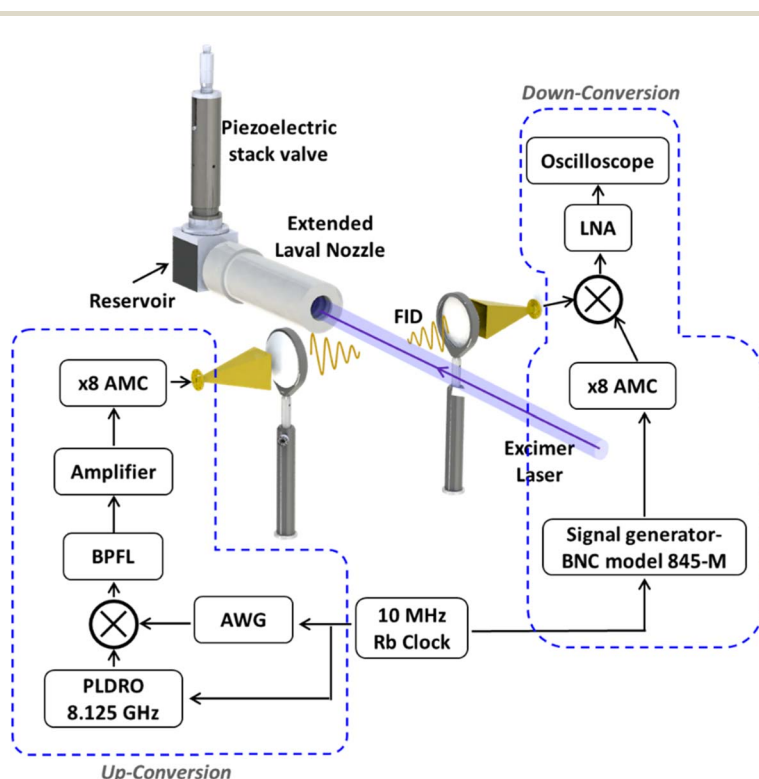 Down-Conversion
Piezoelectric
stack valve
Oscilloscope
LNA
Extended
Laval Nozzle
Reservoir
FID
x8 AMC
x8 AMC
Excimer
Laser
Amplifier
Signal generator-
BNC model 845-M
BPFL
AWG
10 MHz
Rb Clock
PLDRO
8.125 GHz
Up-Conversion